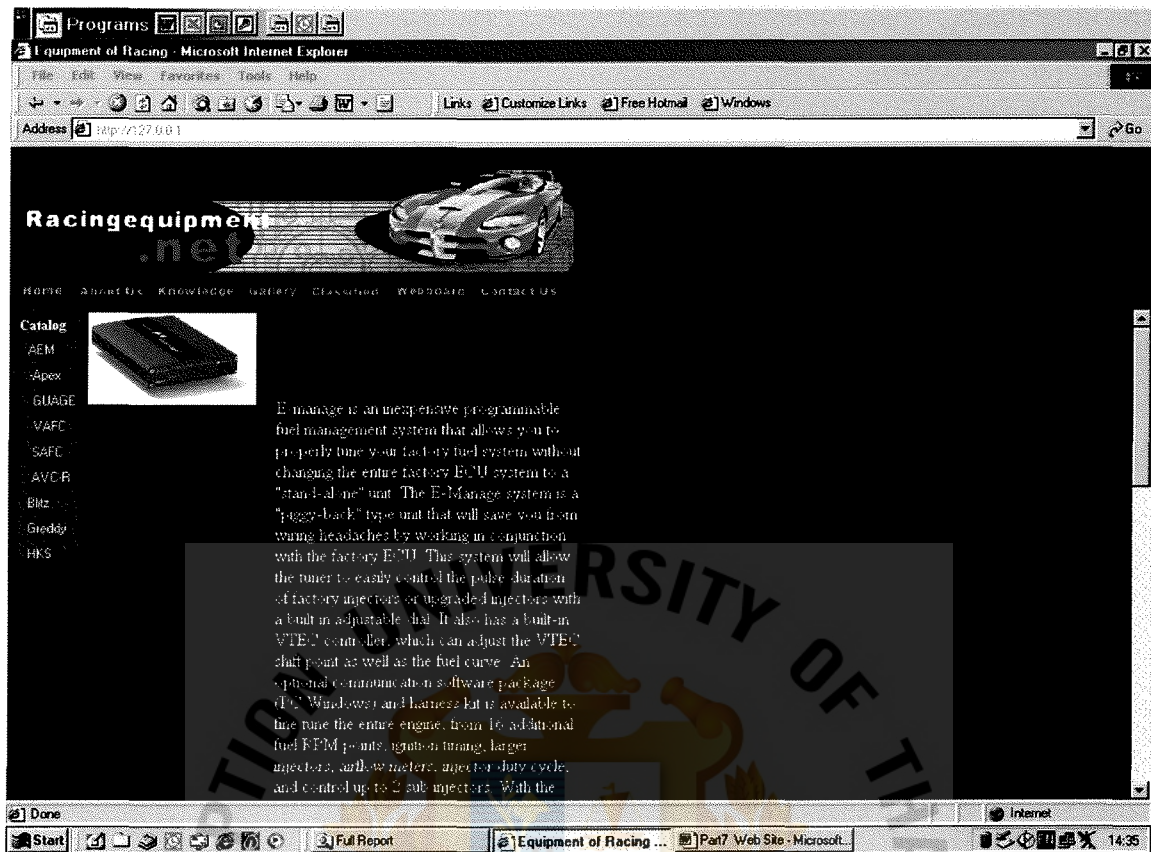 Programs
Equipment of Racing - Microsoft Internet Explorer
File Edit View Favorites Tools Help
Links Customize Links Free Hotmail Windows
Address http://127.0.0.1 Go
Racingequipment
.net
Home About Us Knowledge Gallery Classified Webboard Contact Us
Catalog
AEM
Apex
GUAGE
VAFC
SAFC
AVC-R
Blitz
Greddy
HKS
E-manage is an inexpensive programmable
fuel management system that allows you to
properly tune your factory fuel system without
changing the entire factory ECU system to a
"stand-alone" unit. The E-Manage system is a
"piggy-back" type unit that will save you from
wiring headaches by working in conjunction
with the factory ECU. This system will allow
the tuner to easily control the pulse duration
of factory injectors or upgraded injectors with
a built in adjustable dial. It also has a built-in
VTEC controller, which can adjust the VTEC
shift point as well as the fuel curve. An
optional communication software package
(PC Windows) and harness kit is available to
fine tune the entire engine, from 16 additional
fuel RPM points, ignition timing, larger
injectors, airflow meters, injector duty cycle,
and control up to 2 sub injectors. With the
TION UNIVERSITY OF TH
Done Internet
Start Full Report Equipment of Racing ... Part7 Web Site - Microsoft... 14:35